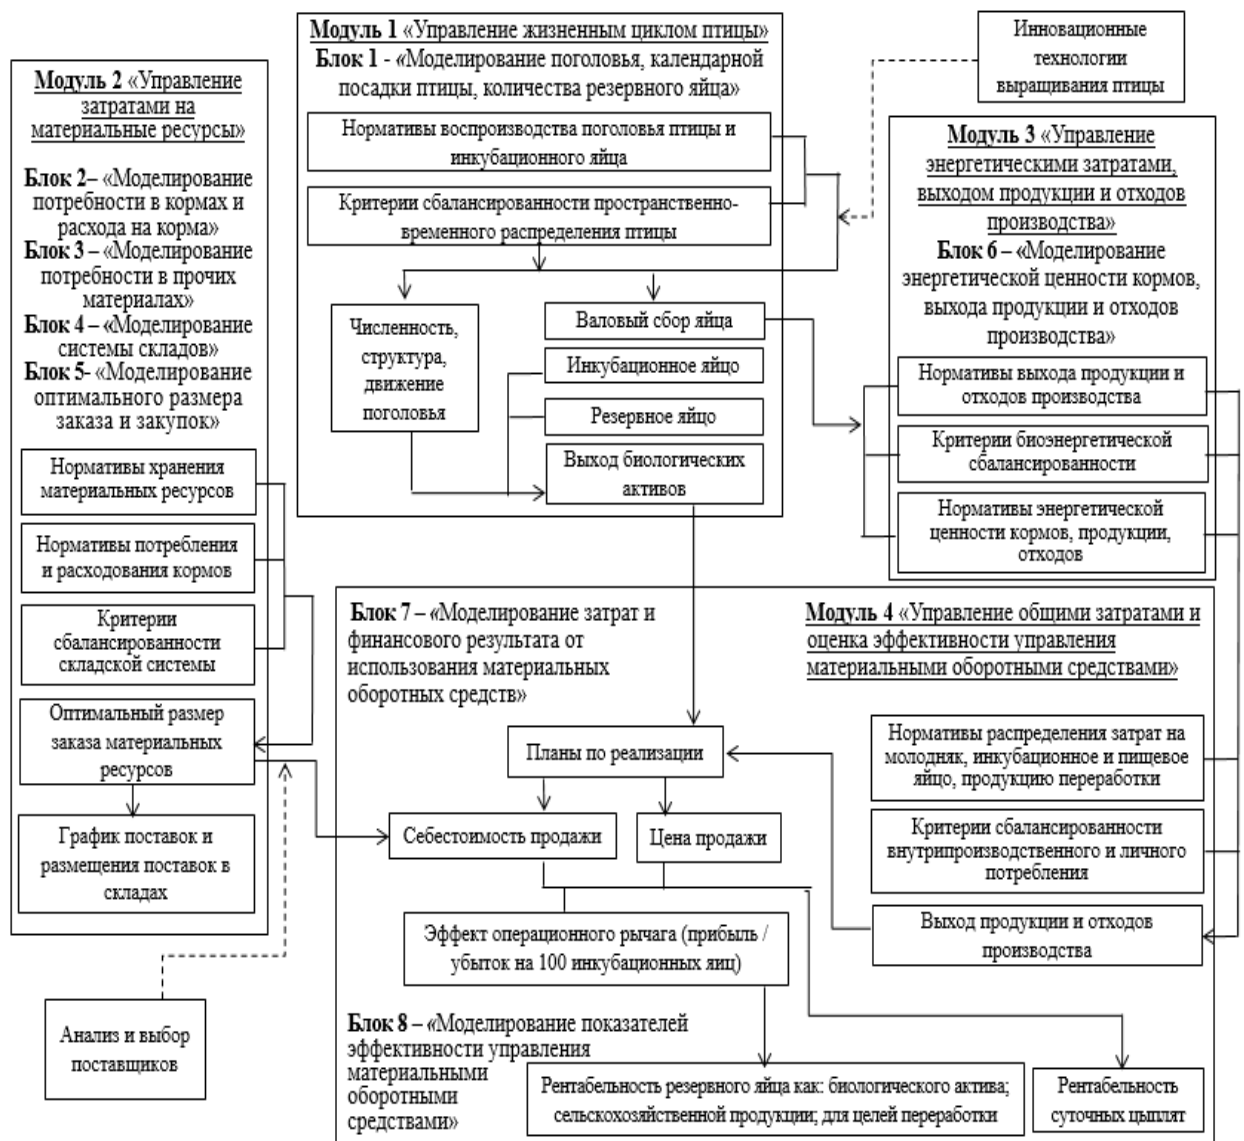 Модуль 1 «Управление жизненным циклом птицы»
Блок 1 - «Моделирование поголовья, календарной
посадки птицы, количества резервного яйца»
Нормативы воспроизводства поголовья птицы и
инкубационного яйца
Критерии сбалансированности пространственно-
временного распределения птицы
Численность,
структура,
движение
поголовья
Валовый сбор яйца
Инкубационное яйцо
Резервное яйцо
Выход биологических
активов
Инновационные
технологии
выращивания птицы
Модуль 2 «Управление
затратами на
материальные ресурсы»
Блок 2– «Моделирование
потребности в кормах и
расхода на корма»
Блок 3 – «Моделирование
потребности в прочих
материалах»
Блок 4 – «Моделирование
системы складов»
Блок 5- «Моделирование
оптимального размера
заказа и закупок»
Нормативы хранения
материальных ресурсов
Нормативы потребления
и расходования кормов
Критерии
сбалансированности
складской системы
Оптимальный размер
заказа материальных
ресурсов
График поставок и
размещения поставок в
складах
Анализ и выбор
поставщиков
Модуль 3 «Управление
энергетическими затратами,
выходом продукции и отходов
производства»
Блок 6 – «Моделирование
энергетической ценности кормов,
выхода продукции и отходов
производства»
Нормативы выхода продукции и
отходов производства
Критерии биоэнергетической
сбалансированности
Нормативы энергетической
ценности кормов, продукции,
отходов
Блок 7 – «Моделирование затрат и
финансового результата от
использования материальных
оборотных средств»
Модуль 4 «Управление общими затратами и
оценка эффективности управления
материальными оборотными средствами»
Планы по реализации
Себестоимость продажи
Цена продажи
Нормативы распределения затрат на
молодняк, инкубационное и пищевое
яйцо, продукцию переработки
Критерии сбалансированности
внутрипроизводственного и личного
потребления
Выход продукции и отходов
производства
Эффект операционного рычага (прибыль /
убыток на 100 инкубационных яиц)
Блок 8 – «Моделирование показателей
эффективности управления
материальными
оборотными
средствами»
Рентабельность резервного яйца как: биологического актива;
сельскохозяйственной продукции; для целей переработки
Рентабельность
суточных цыплят